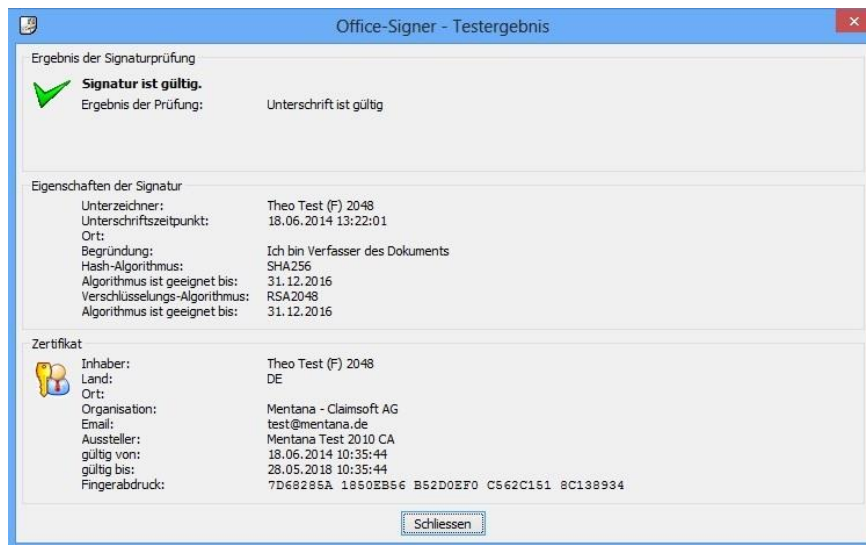 Office-Signer - Testergebnis
Ergebnis der Signaturprüfung
Signatur ist gültig.
Ergebnis der Prüfung: Unterschrift ist gültig
Eigenschaften der Signatur
Unterzeichner: Theo Test (F) 2048
Unterschriftszeitpunkt: 18.06.2014 13:22:01
Ort:
Begründung: Ich bin Verfasser des Dokuments
Hash-Algorithmus: SHA256
Algorithmus ist geeignet bis: 31.12.2016
Verschlüsselungs-Algorithmus: RSA2048
Algorithmus ist geeignet bis: 31.12.2016
Zertifikat
Inhaber: Theo Test (F) 2048
Land: DE
Ort:
Organisation: Mentana - Claimsoft AG
Email: test@mentana.de
Aussteller: Mentana Test 2010 CA
gültig von: 18.06.2014 10:35:44
gültig bis: 28.05.2018 10:35:44
Fingerabdruck: 7D68285A 1850EB56 B52D0EF0 C562C151 8C138934
Schliessen